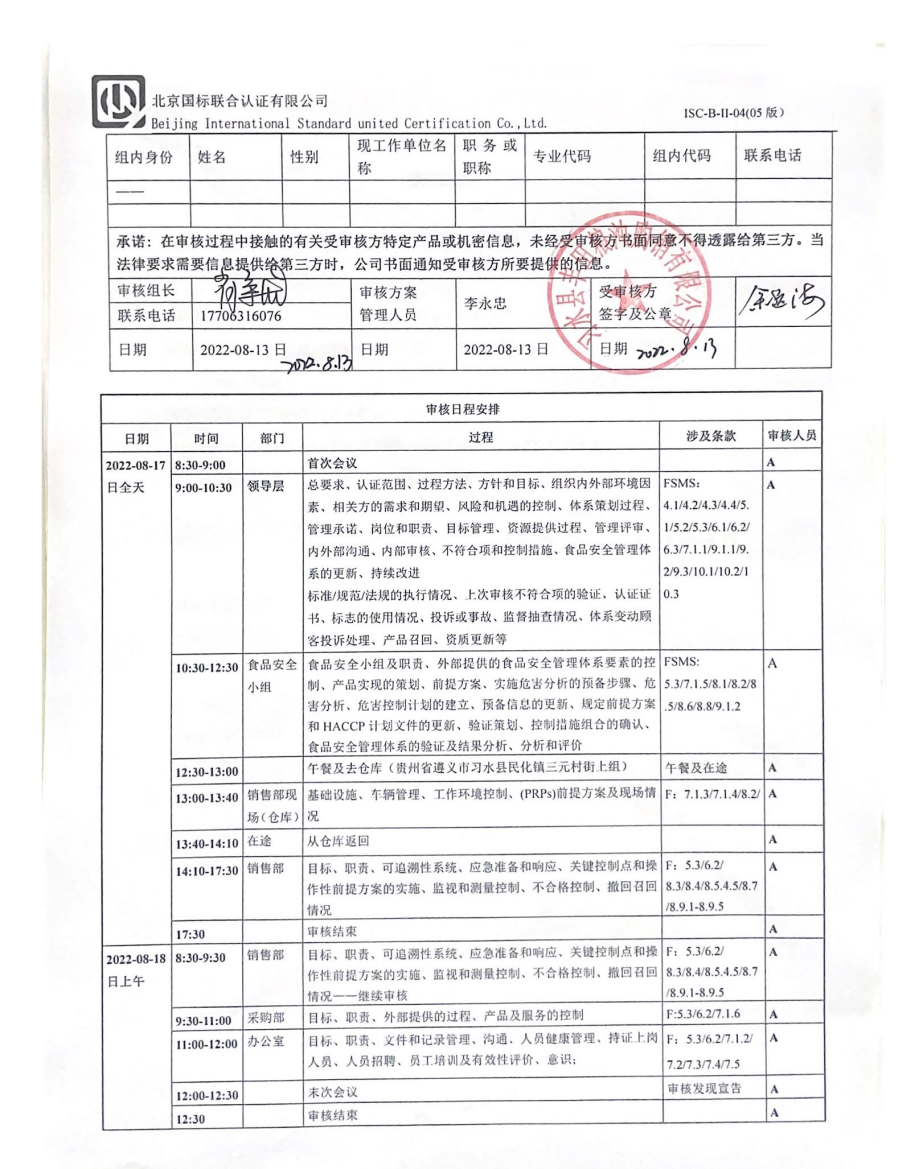 北京国标联合认证有限公司
Beijing International Standard united Certification Co.,Ltd.
ISC-B-II-04(05 版)
组内身份 姓名 性别 现工作单位名称 职务或职称 专业代码 组内代码 联系电话
——
承诺：在审核过程中接触的有关受审核方特定产品或机密信息，未经受审核方书面同意不得透露给第三方。当
法律要求需要信息提供给第三方时，公司书面通知受审核方所要提供的信息。
审核组长 审核方案管理人员 李永忠 受审核方签字及公章
联系电话 17706316076
日期 2022-08-13 日 日期 2022-08-13 日 日期 2022.8.13
2022.8.13
审核日程安排
日期 时间 部门 过程 涉及条款 审核人员
2022-08-17 8:30-9:00 首次会议 A
日全天 9:00-10:30 领导层 总要求、认证范围、过程方法、方针和目标、组织内外部环境因 FSMS: A
素、相关方的需求和期望、风险和机遇的控制、体系策划过程、 4.1/4.2/4.3/4.4/5.
管理承诺、岗位和职责、目标管理、资源提供过程、管理评审、 1/5.2/5.3/6.1/6.2/
内外部沟通、内部审核、不符合项和控制措施、食品安全管理体 6.3/7.1.1/9.1.1/9.
系的更新、持续改进 2/9.3/10.1/10.2/1
标准/规范/法规的执行情况、上次审核不符合项的验证、认证证 0.3
书、标志的使用情况、投诉或事故、监督抽查情况、体系变动顾
客投诉处理、产品召回、资质更新等
10:30-12:30 食品安全 食品安全小组及职责、外部提供的食品安全管理体系要素的控 FSMS: A
小组 制、产品实现的策划、前提方案、实施危害分析的预备步骤、危 5.3/7.1.5/8.1/8.2/8
害分析、危害控制计划的建立、预备信息的更新、规定前提方案 .5/8.6/8.8/9.1.2
和 HACCP 计划文件的更新、验证策划、控制措施组合的确认、
食品安全管理体系的验证及结果分析、分析和评价
12:30-13:00 午餐及去仓库（贵州省遵义市习水县民化镇三元村街上组） 午餐及在途 A
13:00-13:40 销售部现 基础设施、车辆管理、工作环境控制、(PRPs)前提方案及现场情 F：7.1.3/7.1.4/8.2/ A
场（仓库） 况
13:40-14:10 在途 从仓库返回 A
14:10-17:30 销售部 目标、职责、可追溯性系统、应急准备和响应、关键控制点和操 F：5.3/6.2/ A
作性前提方案的实施、监视和测量控制、不合格控制、撤回召回 8.3/8.4/8.5.4.5/8.7
情况 /8.9.1-8.9.5
17:30 审核结束 A
2022-08-18 8:30-9:30 销售部 目标、职责、可追溯性系统、应急准备和响应、关键控制点和操 F：5.3/6.2/ A
日上午 作性前提方案的实施、监视和测量控制、不合格控制、撤回召回 8.3/8.4/8.5.4.5/8.7
情况——继续审核 /8.9.1-8.9.5
9:30-11:00 采购部 目标、职责、外部提供的过程、产品及服务的控制 F:5.3/6.2/7.1.6 A
11:00-12:00 办公室 目标、职责、文件和记录管理、沟通、人员健康管理、持证上岗 F：5.3/6.2/7.1.2/ A
人员、人员招聘、员工培训及有效性评价、意识； 7.2/7.3/7.4/7.5
12:00-12:30 末次会议 审核发现宣告 A
12:30 审核结束 A